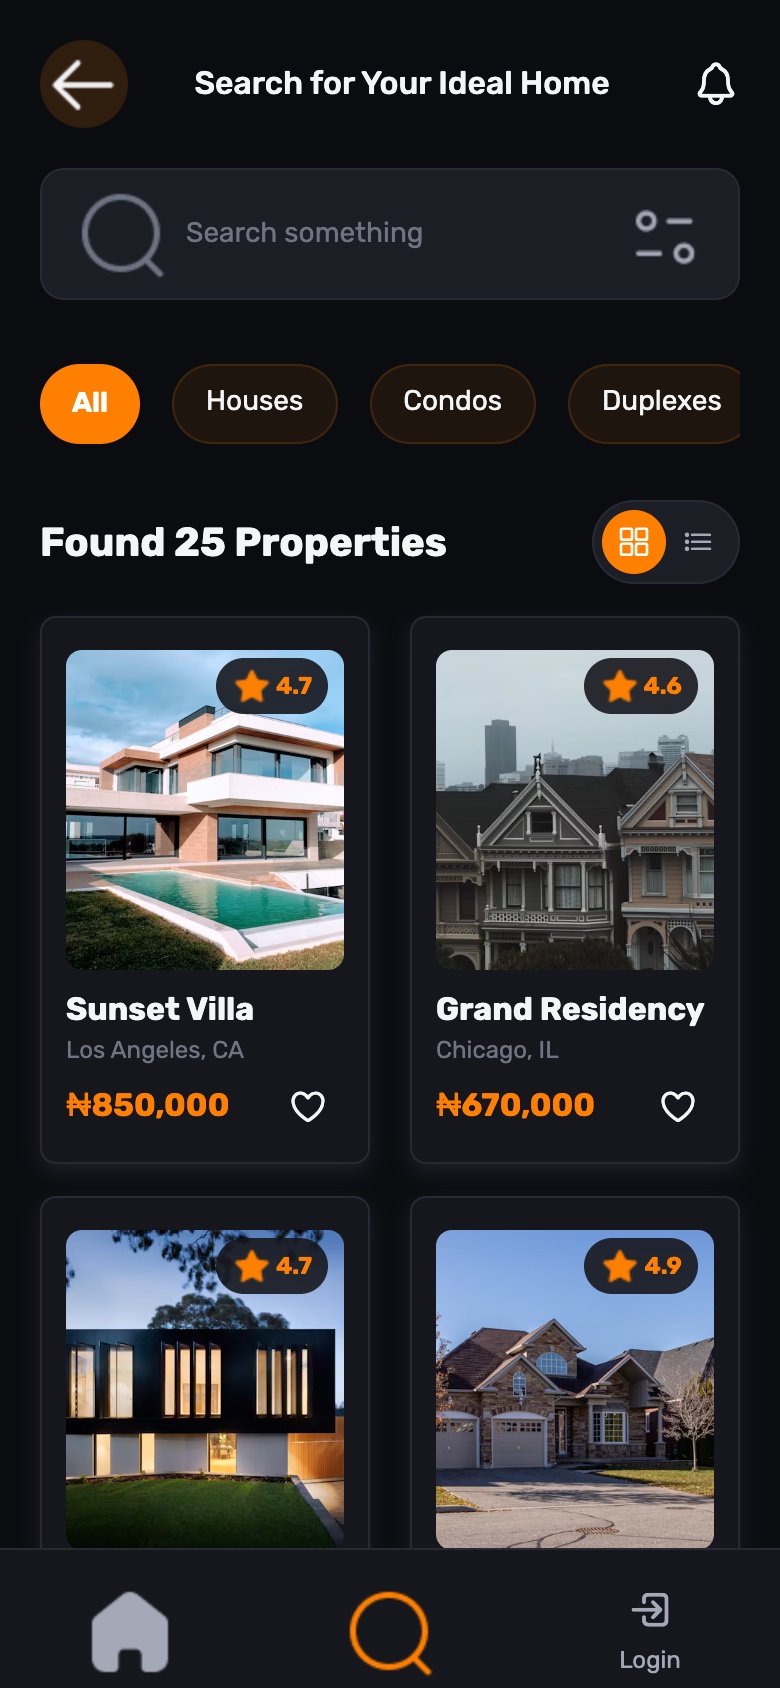 Search for Your Ideal Home
Search something
All
Houses
Condos
Duplexes
Found 25 Properties
4.7
4.6
Sunset Villa
Los Angeles, CA
₦850,000
Grand Residency
Chicago, IL
₦670,000
4.7
4.9
Login